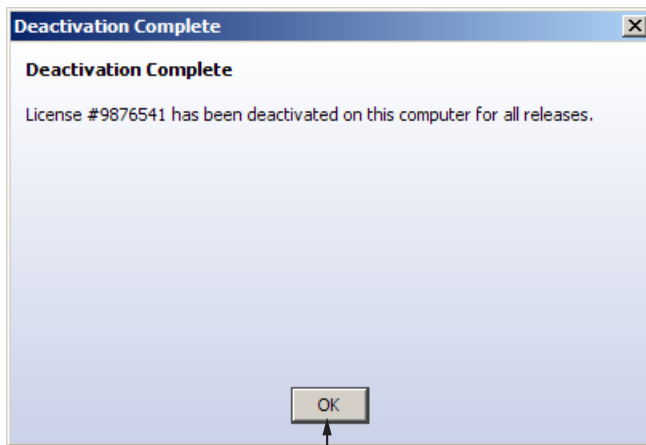 Deactivation Complete
Deactivation Complete
License #9876541 has been deactivated on this computer for all releases.
OK